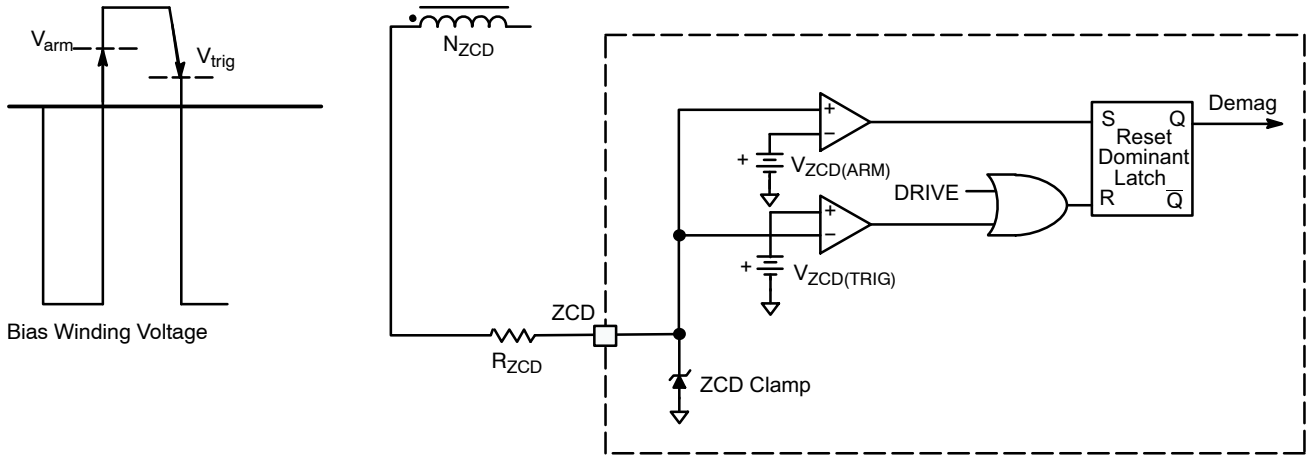 V_arm
V_trig
Bias Winding Voltage
N_ZCD
R_ZCD
ZCD
ZCD Clamp
+
−
+
V_ZCD(ARM)
+
−
+
V_ZCD(TRIG)
DRIVE
S Q
Reset
Dominant
Latch
R Q̅
Demag